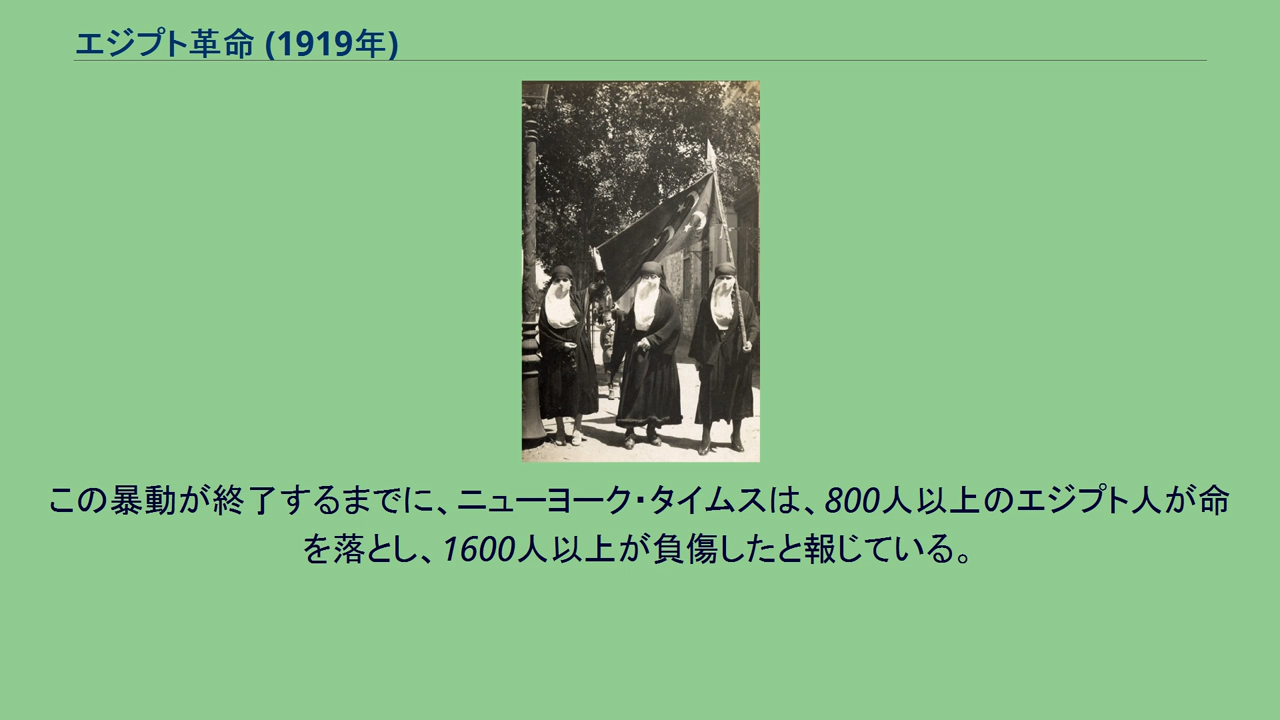 エジプト革命 (1919年)
この暴動が終了するまでに、ニューヨーク・タイムスは、800人以上のエジプト人が命
を落とし、1600人以上が負傷したと報じている。